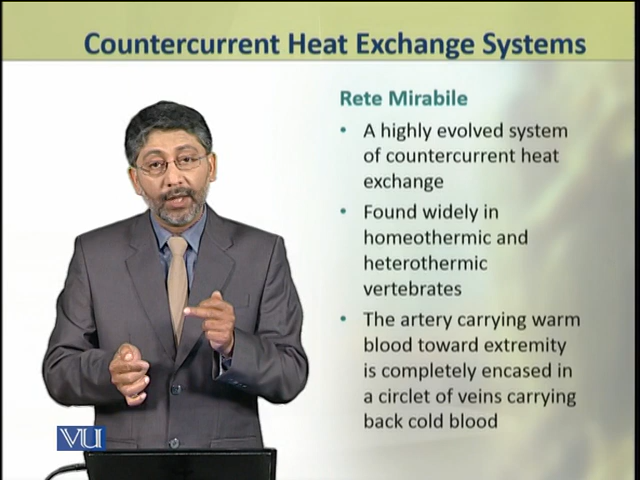 Countercurrent Heat Exchange Systems
Rete Mirabile
• A highly evolved system
of countercurrent heat
exchange
• Found widely in
homeothermic and
heterothermic
vertebrates
• The artery carrying warm
blood toward extremity
is completely encased in
a circlet of veins carrying
back cold blood
VU